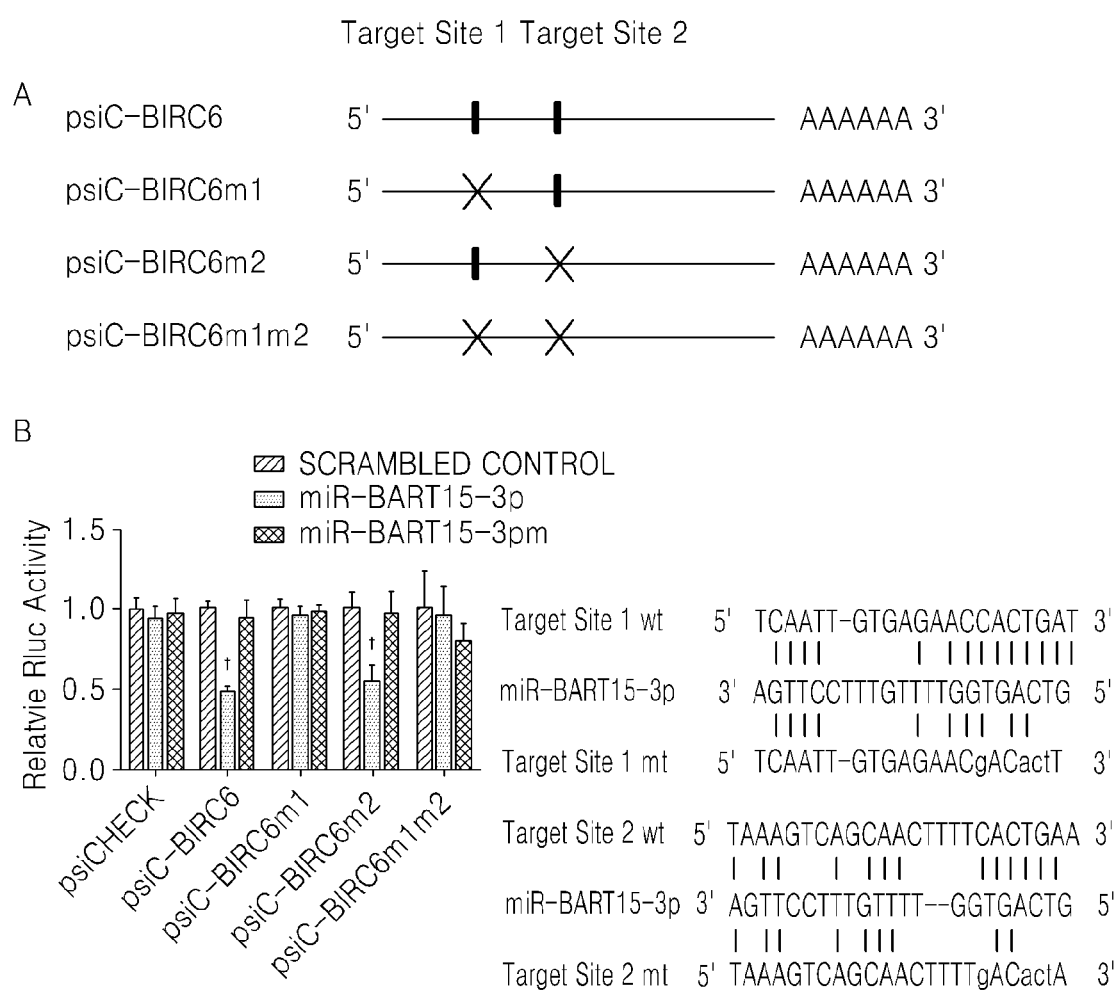 Target Site 1 Target Site 2
A
psiC-BIRC6 5' AAAAAA 3'
psiC-BIRC6m1 5' AAAAAA 3'
psiC-BIRC6m2 5' AAAAAA 3'
psiC-BIRC6m1m2 5' AAAAAA 3'
B
SCRAMBLED CONTROL
miR-BART15-3p
miR-BART15-3pm
Relatvie Rluc Activity
1.5
1.0
0.5
0.0
†
†
psiCHECK
psiC-BIRC6
psiC-BIRC6m1
psiC-BIRC6m2
psiC-BIRC6m1m2
Target Site 1 wt 5' TCAATT-GTGAGAACCACTGAT 3'
miR-BART15-3p 3' AGTTCCTTTGTTTTGGTGACTG 5'
Target Site 1 mt 5' TCAATT-GTGAGAACgACactT 3'
Target Site 2 wt 5' TAAAGTCAGCAACTTTTCACTGAA 3'
miR-BART15-3p 3' AGTTCCTTTGTTTT--GGTGACTG 5'
Target Site 2 mt 5' TAAAGTCAGCAACTTTTgACactA 3'